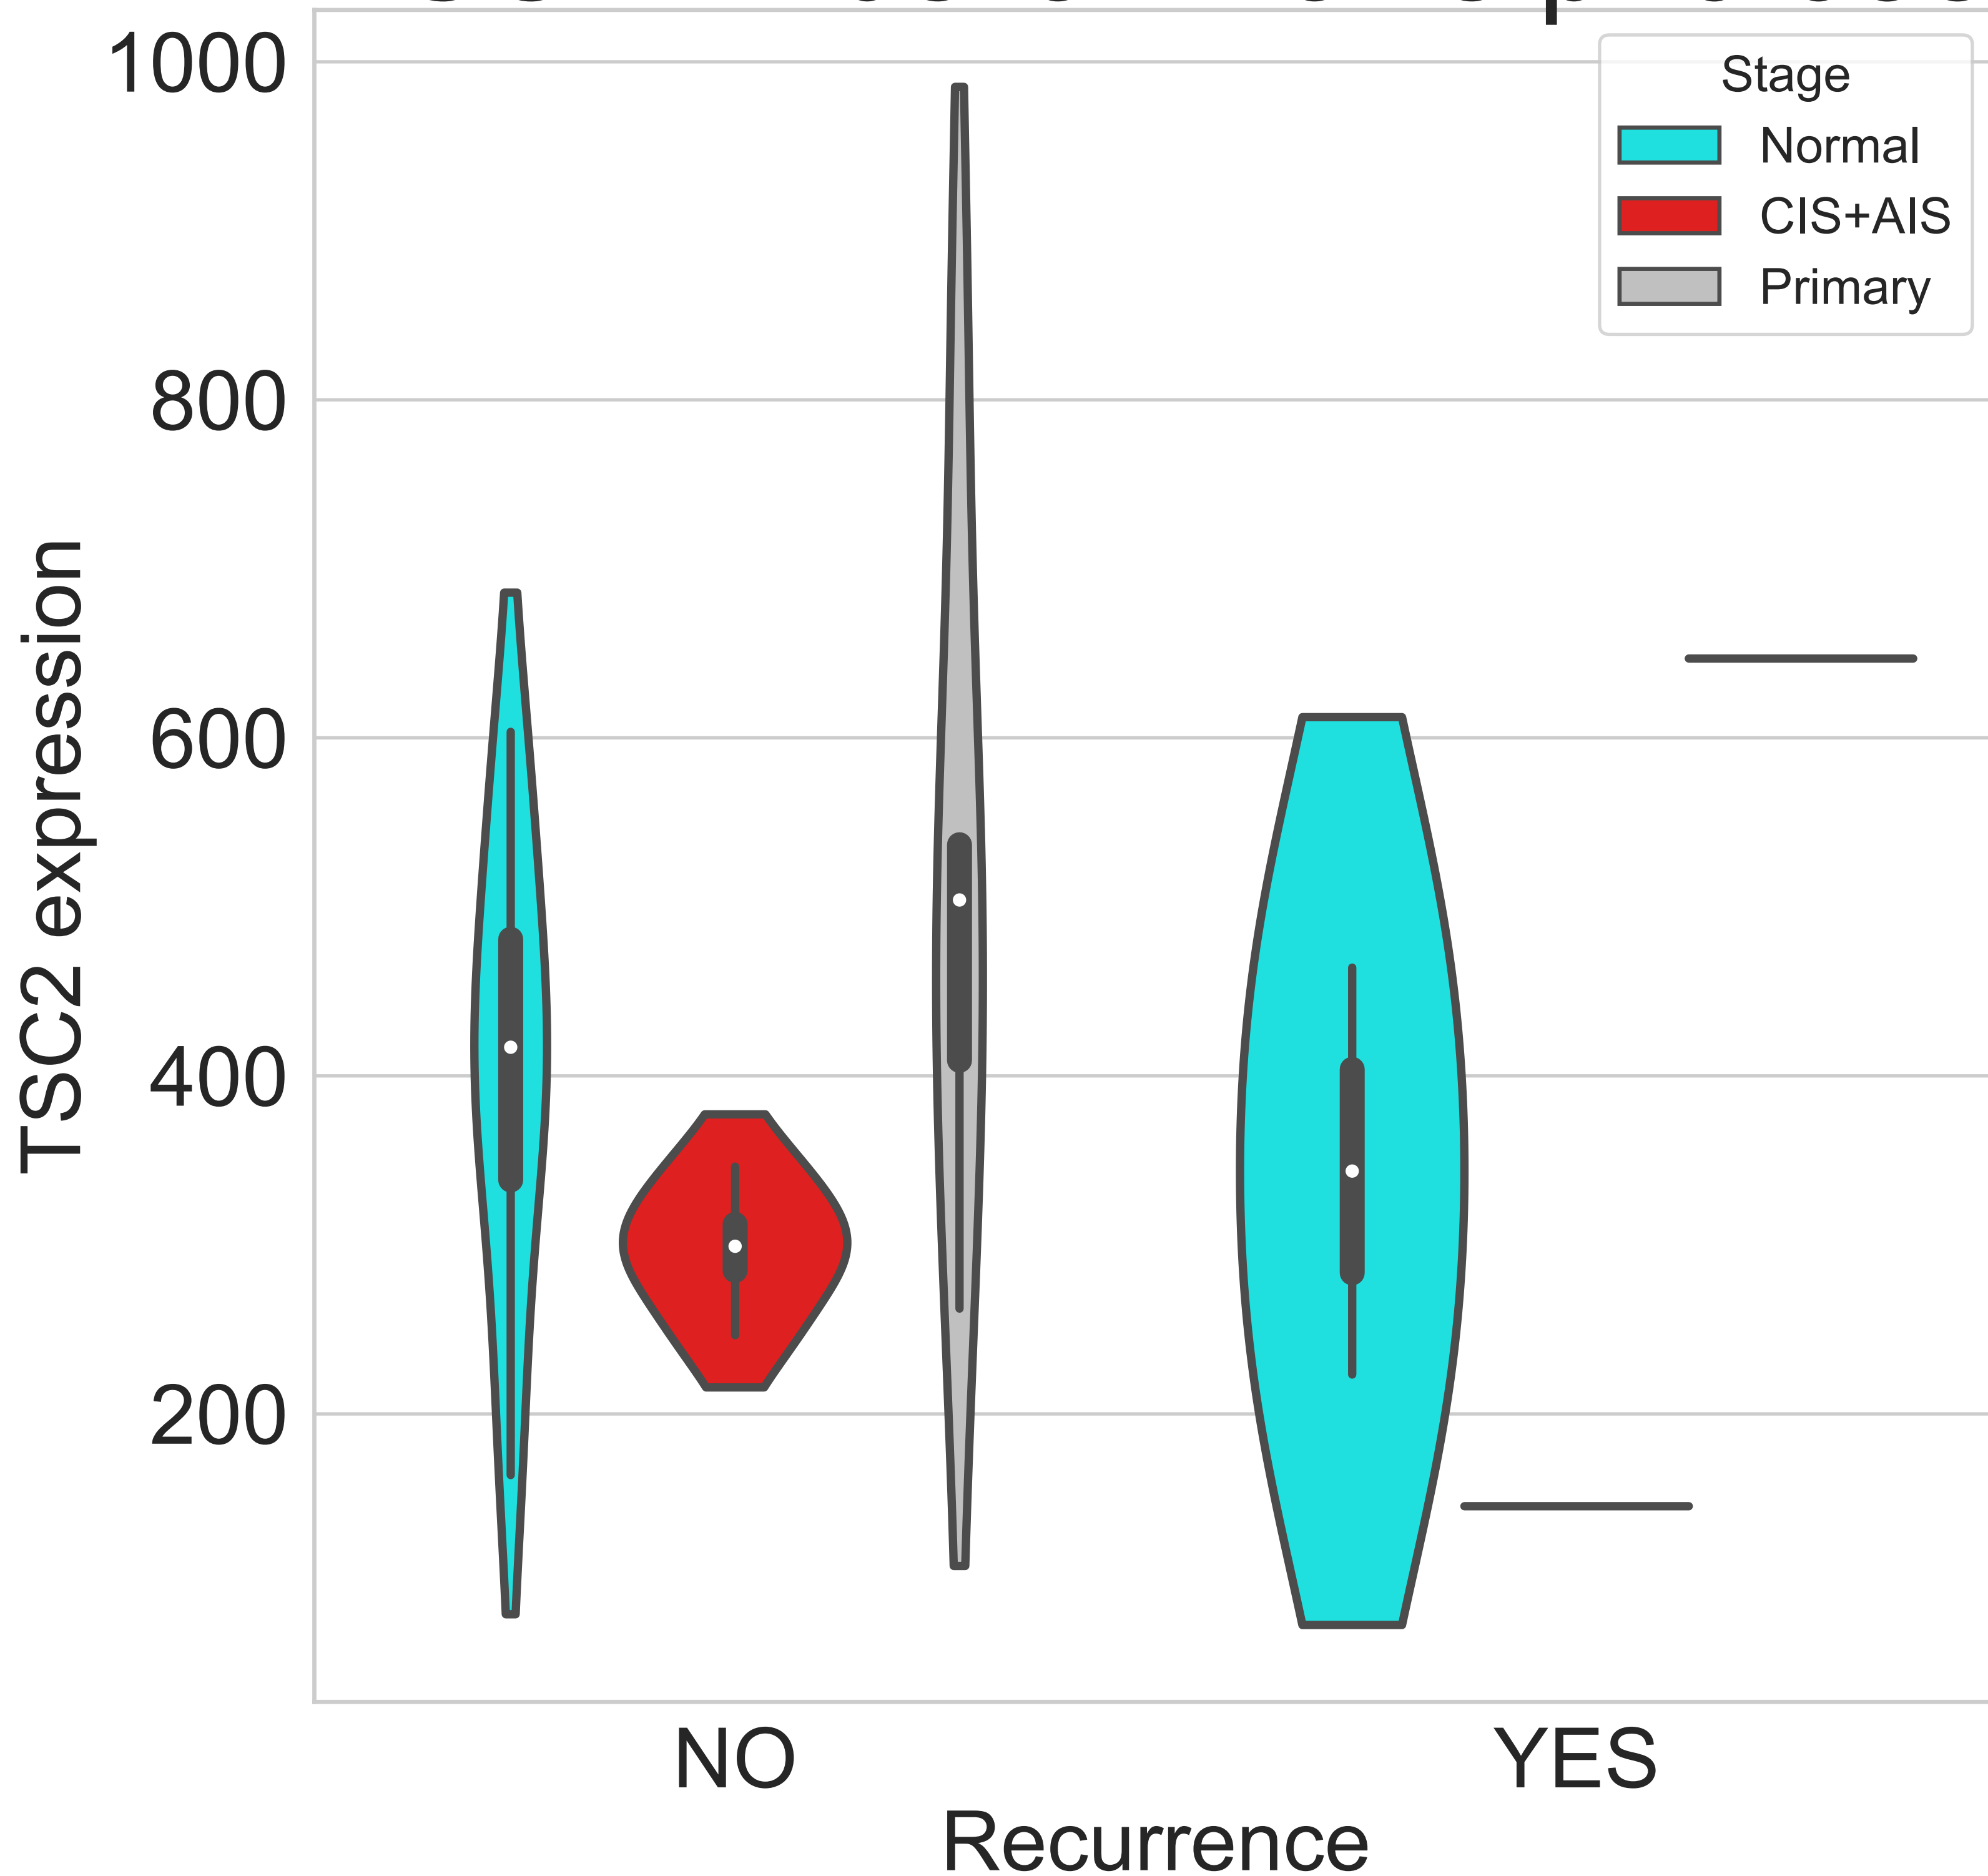 1000
800
600
400
200
TSC2 expression
Stage
Normal
CIS+AIS
Primary
NO
YES
Recurrence